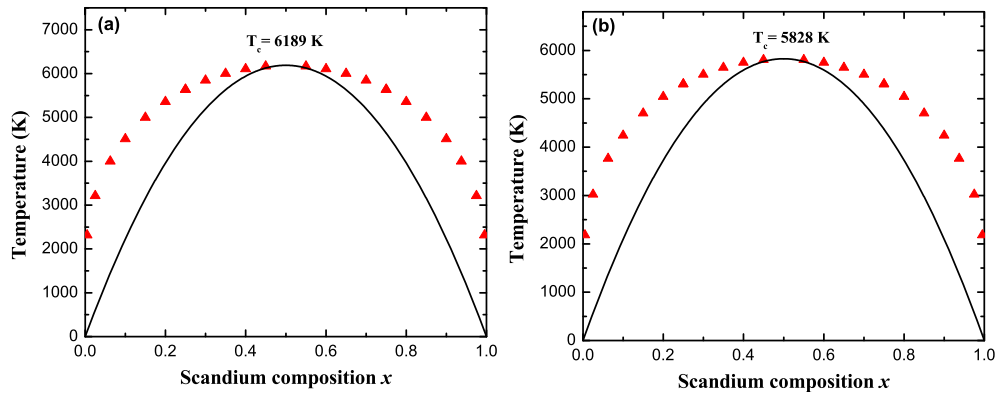 (a)
T_c = 6189 K
7000
6000
5000
4000
3000
2000
1000
0
Temperature (K)
0.0 0.2 0.4 0.6 0.8 1.0
Scandium composition x
(b)
T_c = 5828 K
6000
5000
4000
3000
2000
1000
0
Temperature (K)
0.0 0.2 0.4 0.6 0.8 1.0
Scandium composition x